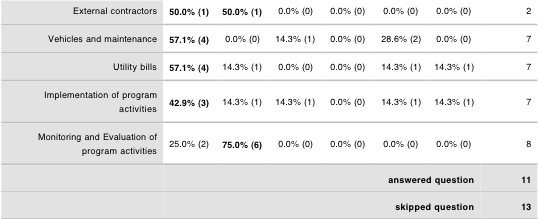 External contractors 50.0% (1) 50.0% (1) 0.0% (0) 0.0% (0) 0.0% (0) 0.0% (0) 2
Vehicles and maintenance 57.1% (4) 0.0% (0) 14.3% (1) 0.0% (0) 28.6% (2) 0.0% (0) 7
Utility bills 57.1% (4) 14.3% (1) 0.0% (0) 0.0% (0) 14.3% (1) 14.3% (1) 7
Implementation of program
activities 42.9% (3) 14.3% (1) 14.3% (1) 0.0% (0) 14.3% (1) 14.3% (1) 7
Monitoring and Evaluation of
program activities 25.0% (2) 75.0% (6) 0.0% (0) 0.0% (0) 0.0% (0) 0.0% (0) 8
answered question 11
skipped question 13